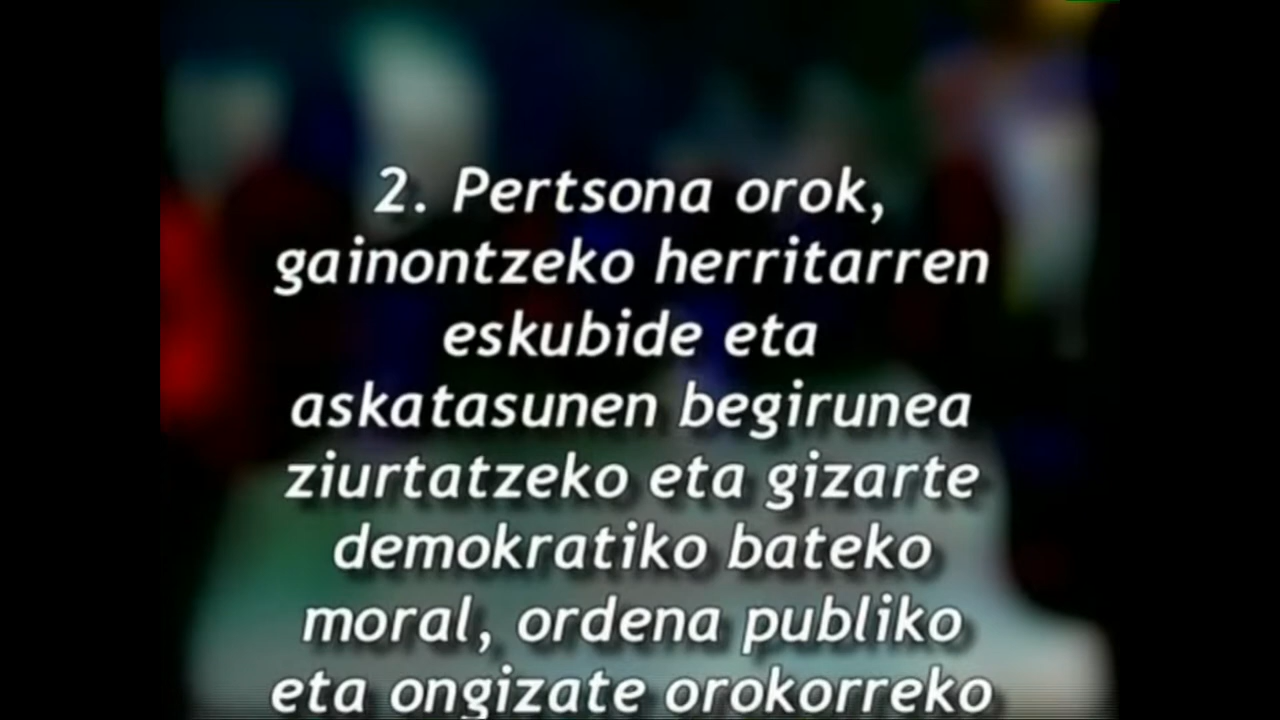 2. Pertsona orok,
gainontzeko herritarren
eskubide eta
askatasunen begirunea
ziurtatzeko eta gizarte
demokratiko bateko
moral, ordena publiko
eta ongizate orokorreko